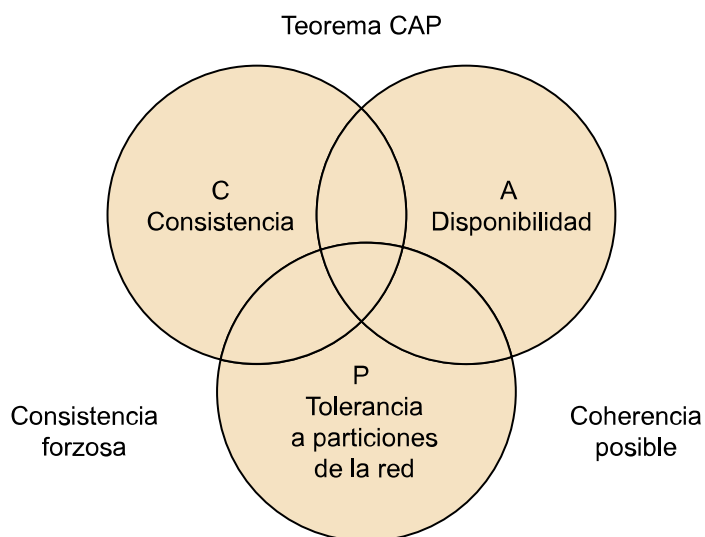 Teorema CAP
C
Consistencia
A
Disponibilidad
P
Tolerancia
a particiones
de la red
Consistencia
forzosa
Coherencia
posible